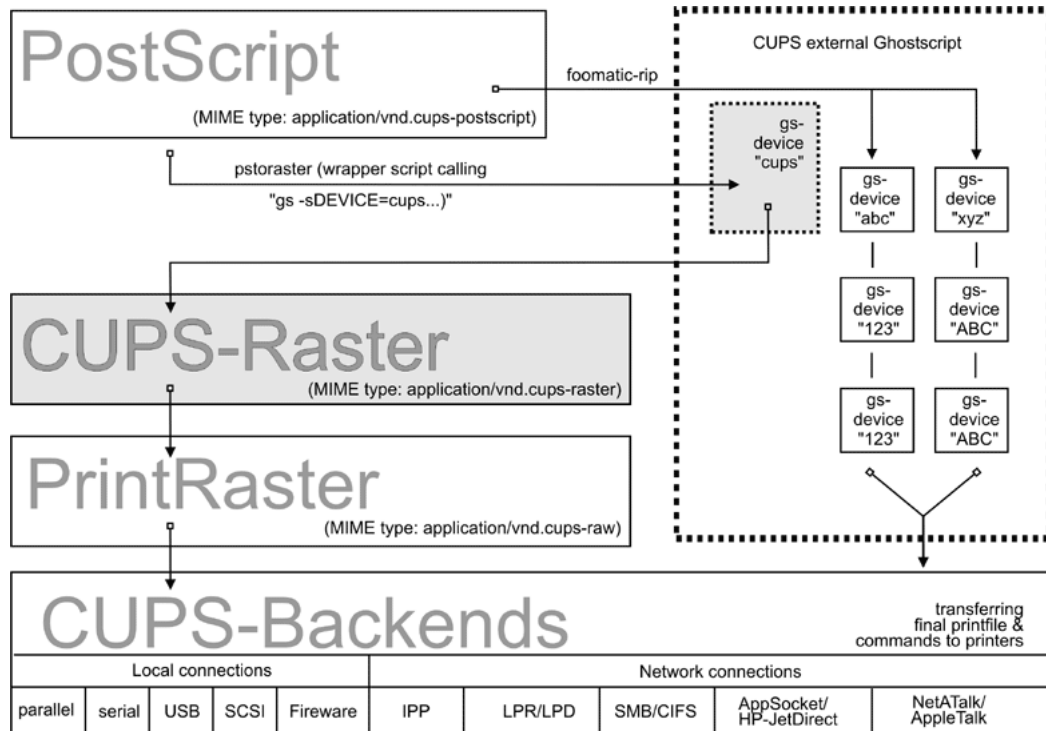 PostScript
(MIME type: application/vnd.cups-postscript)
CUPS external Ghostscript
foomatic-rip
pstoraster (wrapper script calling
"gs -sDEVICE=cups...)"
gs-
device
"cups"
gs-
device
"abc"
gs-
device
"xyz"
gs-
device
"123"
gs-
device
"ABC"
gs-
device
"123"
gs-
device
"ABC"
CUPS-Raster
(MIME type: application/vnd.cups-raster)
PrintRaster
(MIME type: application/vnd.cups-raw)
CUPS-Backends
transferring
final printfile &
commands to printers
Local connections
Network connections
parallel
serial
USB
SCSI
Fireware
IPP
LPR/LPD
SMB/CIFS
AppSocket/
HP-JetDirect
NetATalk/
AppleTalk